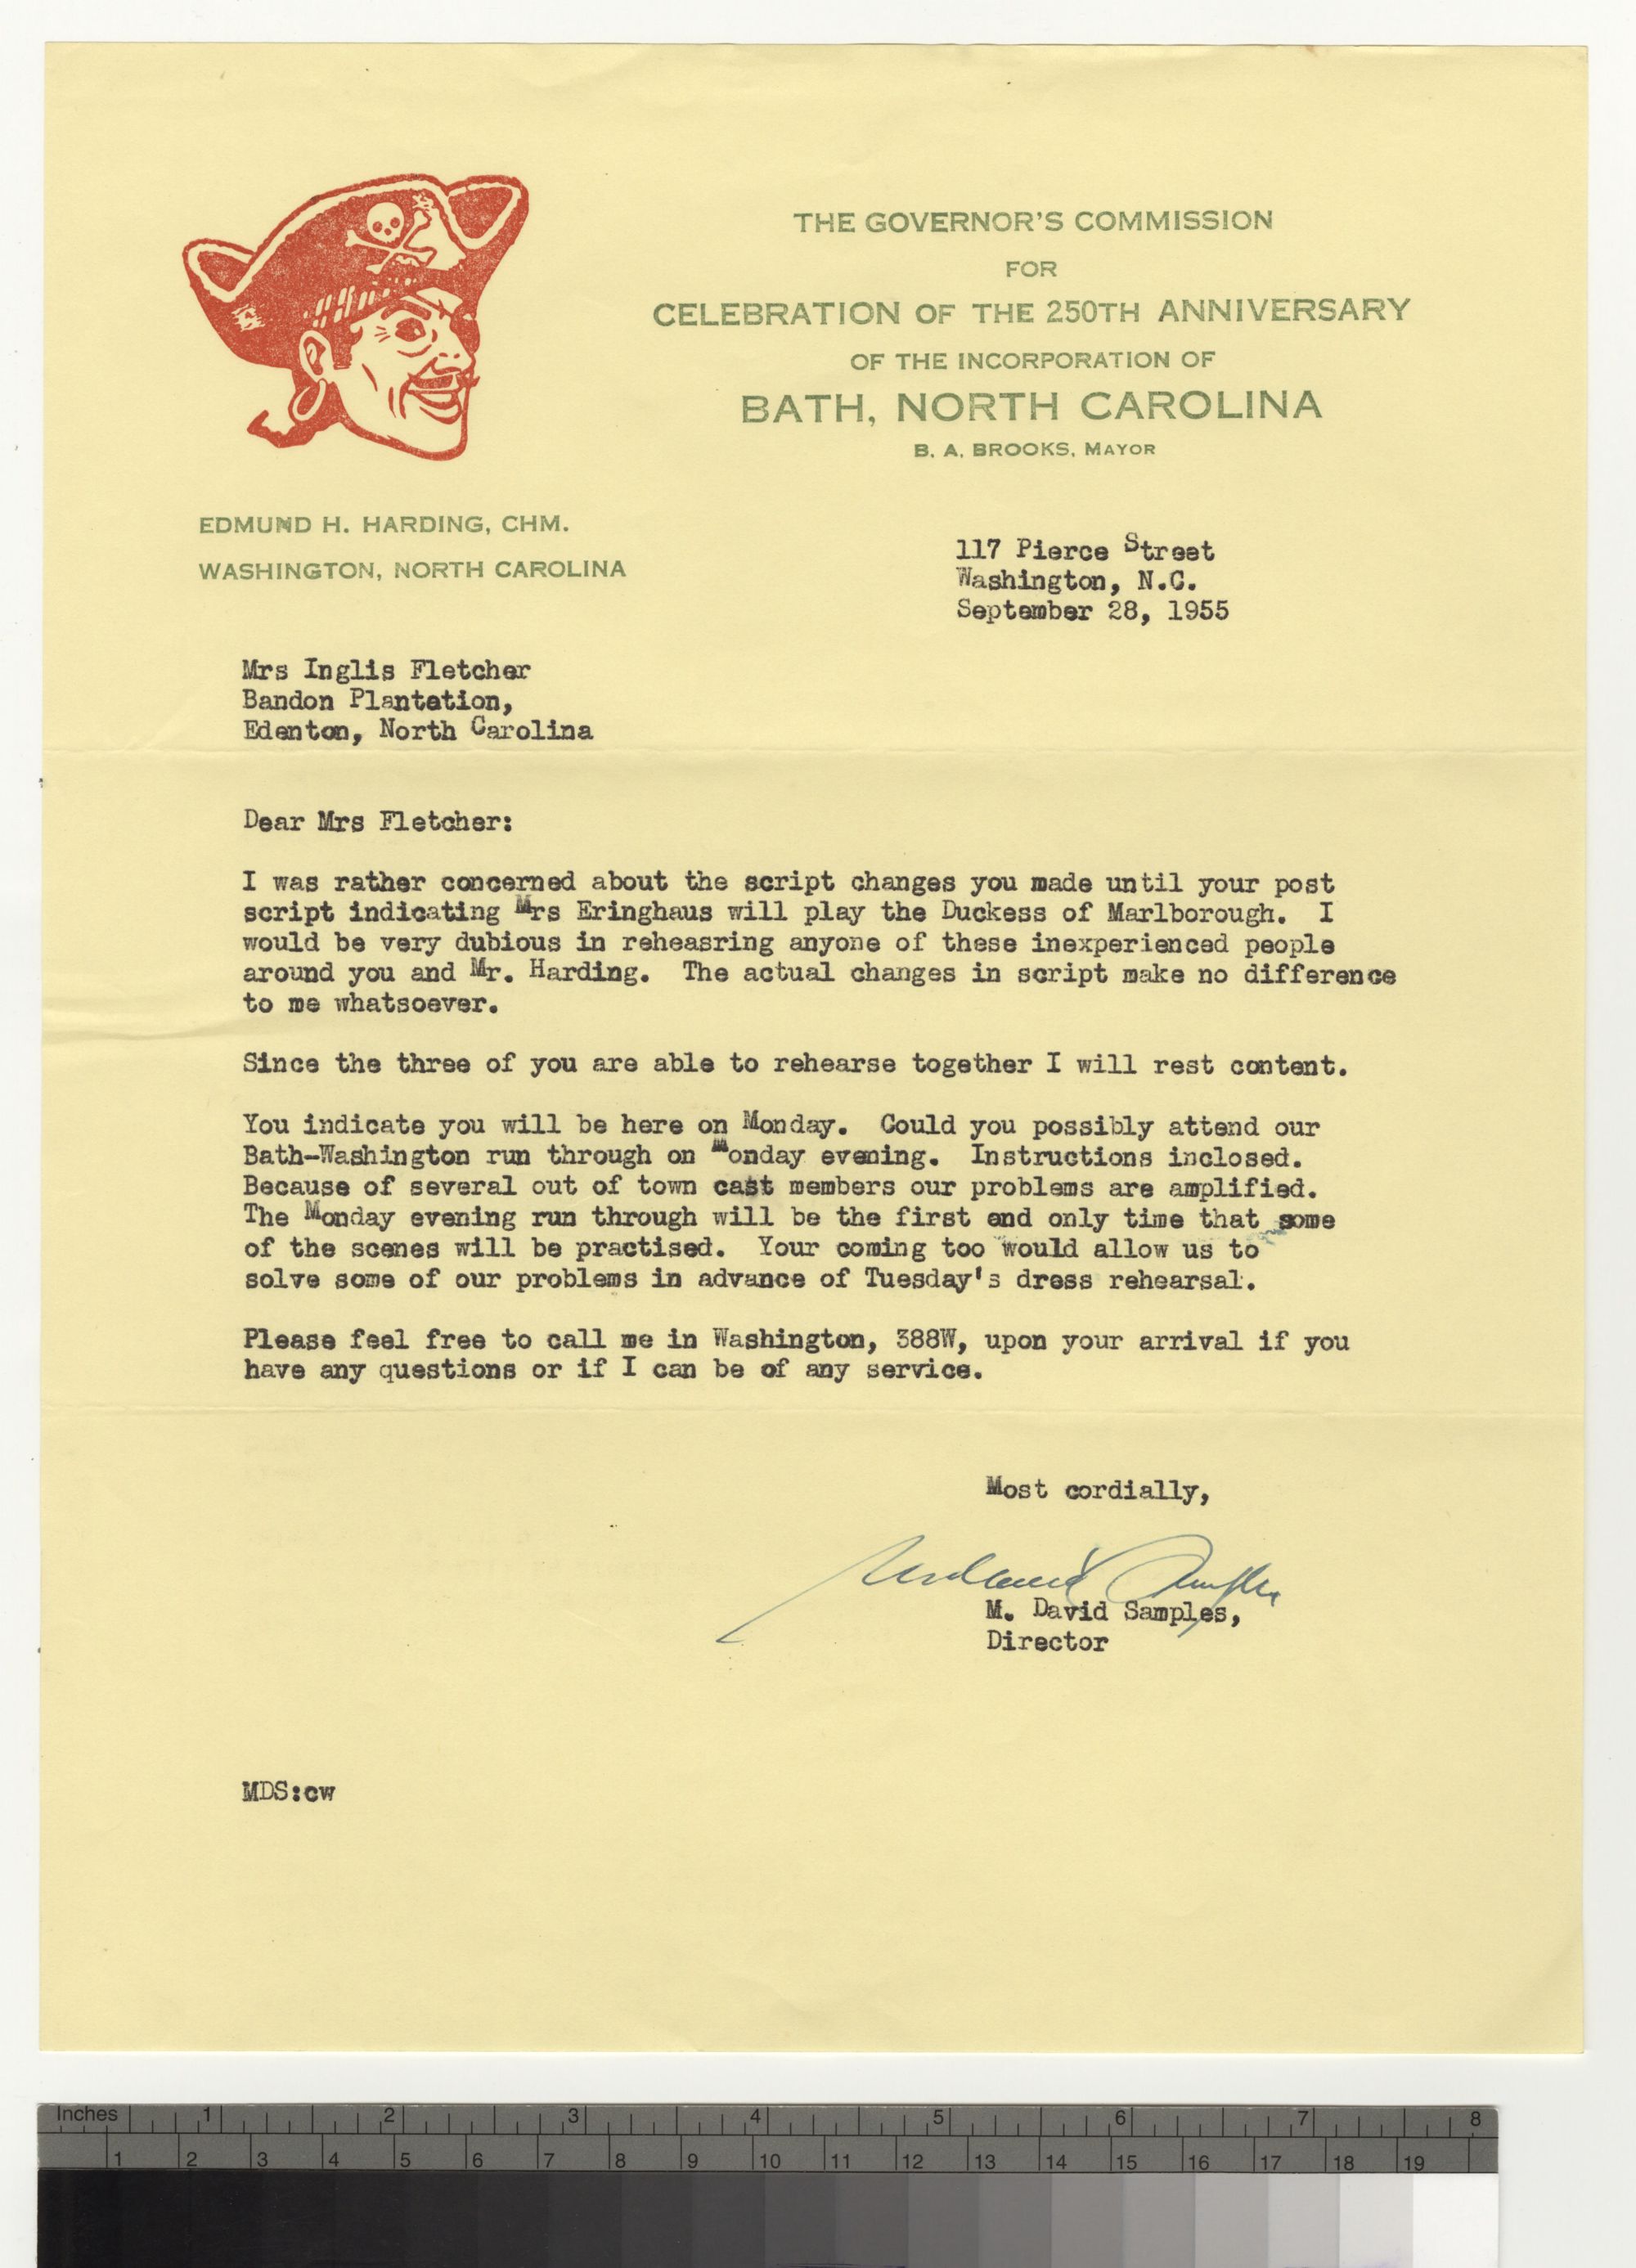 THE GOVERNOR'S COMMISSION
FOR
CELEBRATION OF THE 250TH ANNIVERSARY
OF THE INCORPORATION OF
BATH, NORTH CAROLINA
B. A. BROOKS, MAYOR
EDMUND H. HARDING, CHM.
WASHINGTON, NORTH CAROLINA
117 Pierce Street
Washington, N.C.
September 28, 1955
Mrs Inglis Fletcher
Bandon Plantation,
Edenton, North Carolina
Dear Mrs Fletcher:
I was rather concerned about the script changes you made until your post
script indicating Mrs Eringhaus will play the Duckess of Marlborough. I
would be very dubious in reheasring anyone of these inexperienced people
around you and Mr. Harding. The actual changes in script make no difference
to me whatsoever.
Since the three of you are able to rehearse together I will rest content.
You indicate you will be here on Monday. Could you possibly attend our
Bath-Washington run through on monday evening. Instructions inclosed.
Because of several out of town cast members our problems are amplified.
The Monday evening run through will be the first end only time that some
of the scenes will be practised. Your coming too would allow us to
solve some of our problems in advance of Tuesday's dress rehearsal.
Please feel free to call me in Washington, 388W, upon your arrival if you
have any questions or if I can be of any service.
Most cordially,
M. David Samples,
Director
MDS:cw
Inches 1 2 3 4 5 6 7 8
1 2 3 4 5 6 7 8 9 10 11 12 13 14 15 16 17 18 19